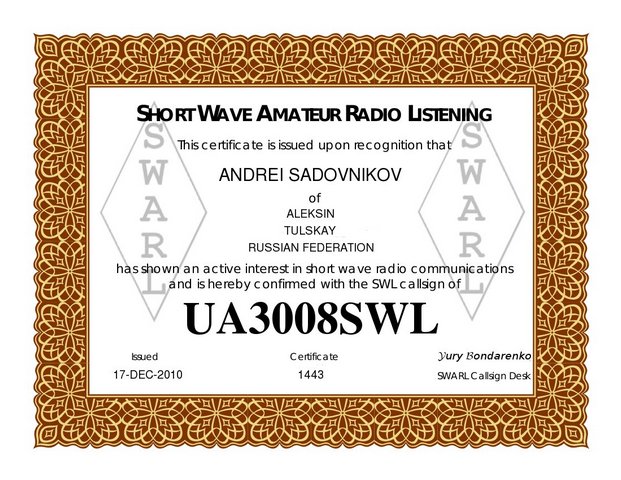 SHORT WAVE AMATEUR RADIO LISTENING
This certificate is issued upon recognition that
ANDREI SADOVNIKOV
of
ALEKSIN
TULSKAY
RUSSIAN FEDERATION
has shown an active interest in short wave radio communications
and is hereby confirmed with the SWL callsign of
UA3008SWL
Issued Certificate Yury Bondarenko
17-DEC-2010 1443 SWARL Callsign Desk
SWARL
SWARL